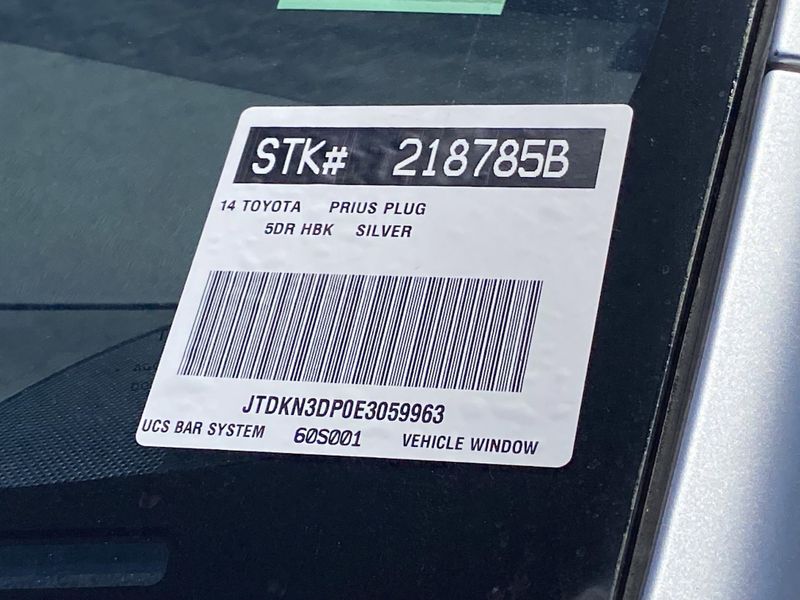 STK# 218785B
14 TOYOTA PRIUS PLUG
5DR HBK SILVER
JTDKN3DP0E3059963
UCS BAR SYSTEM 60S001 VEHICLE WINDOW